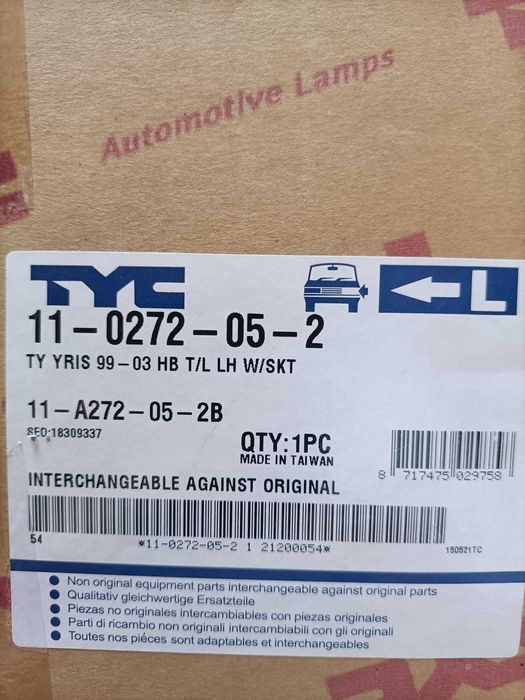 Automotive Lamps
TYC
L
11-0272-05-2
TY YRIS 99-03 HB T/L LH W/SKT
11-A272-05-2B
SEQ:18309337
QTY:1PC
MADE IN TAIWAN
8 717475 029758
INTERCHANGEABLE AGAINST ORIGINAL
54
*11-0272-05-2 1 21200054*
150521TC
Non original equipment parts interchangeable against original parts
Qualitativ gleichwertige Ersatzteile
Piezas no originales intercambiables con piezas originales
Parti di ricambio non originali intercambiabili con gli originali
Toutes nos piéces sont adaptables et interchangeables